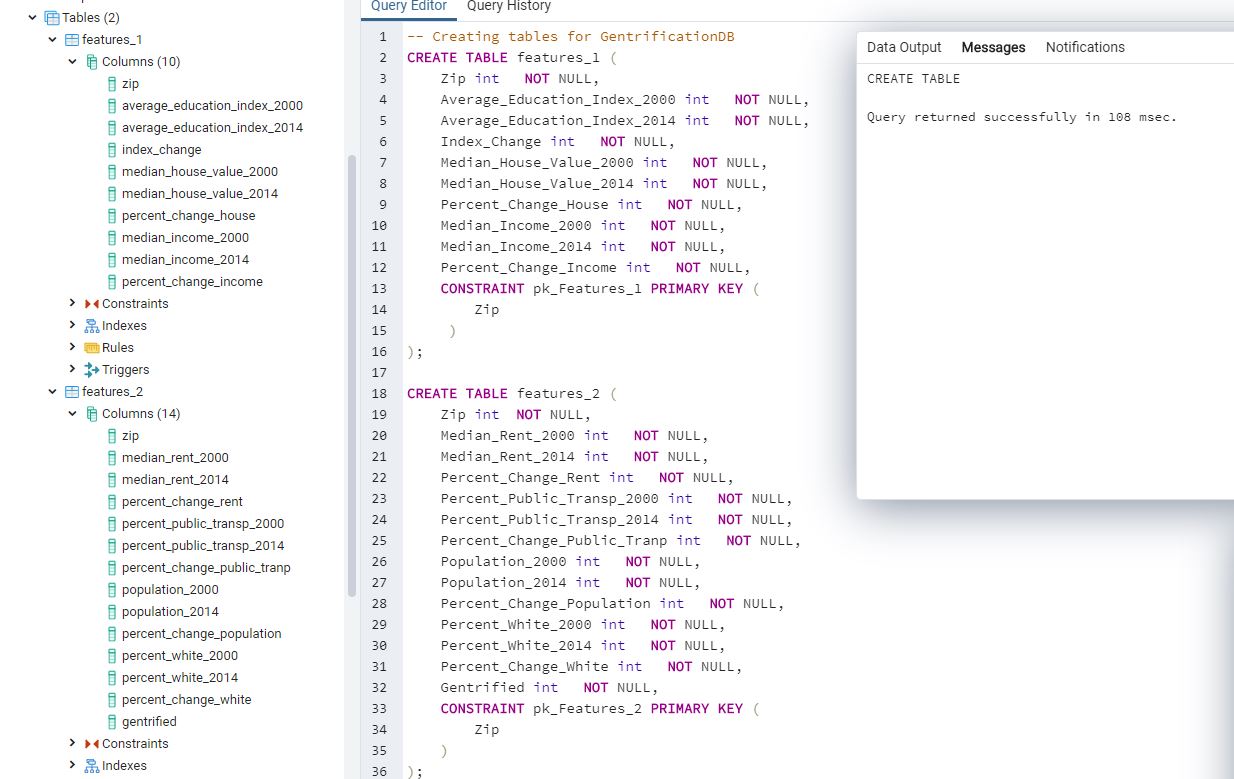 Tables (2)
features_1
Columns (10)
zip
average_education_index_2000
average_education_index_2014
index_change
median_house_value_2000
median_house_value_2014
percent_change_house
median_income_2000
median_income_2014
percent_change_income
Constraints
Indexes
Rules
Triggers
features_2
Columns (14)
zip
median_rent_2000
median_rent_2014
percent_change_rent
percent_public_transp_2000
percent_public_transp_2014
percent_change_public_tranp
population_2000
population_2014
percent_change_population
percent_white_2000
percent_white_2014
percent_change_white
gentrified
Constraints
Indexes
Query Editor Query History
1 -- Creating tables for GentrificationDB
2 CREATE TABLE features_1 (
3 Zip int NOT NULL,
4 Average_Education_Index_2000 int NOT NULL,
5 Average_Education_Index_2014 int NOT NULL,
6 Index_Change int NOT NULL,
7 Median_House_Value_2000 int NOT NULL,
8 Median_House_Value_2014 int NOT NULL,
9 Percent_Change_House int NOT NULL,
10 Median_Income_2000 int NOT NULL,
11 Median_Income_2014 int NOT NULL,
12 Percent_Change_Income int NOT NULL,
13 CONSTRAINT pk_Features_1 PRIMARY KEY (
14 Zip
15 )
16 );
17
18 CREATE TABLE features_2 (
19 Zip int NOT NULL,
20 Median_Rent_2000 int NOT NULL,
21 Median_Rent_2014 int NOT NULL,
22 Percent_Change_Rent int NOT NULL,
23 Percent_Public_Transp_2000 int NOT NULL,
24 Percent_Public_Transp_2014 int NOT NULL,
25 Percent_Change_Public_Tranp int NOT NULL,
26 Population_2000 int NOT NULL,
27 Population_2014 int NOT NULL,
28 Percent_Change_Population int NOT NULL,
29 Percent_White_2000 int NOT NULL,
30 Percent_White_2014 int NOT NULL,
31 Percent_Change_White int NOT NULL,
32 Gentrified int NOT NULL,
33 CONSTRAINT pk_Features_2 PRIMARY KEY (
34 Zip
35 )
36 );
Data Output Messages Notifications
CREATE TABLE
Query returned successfully in 108 msec.